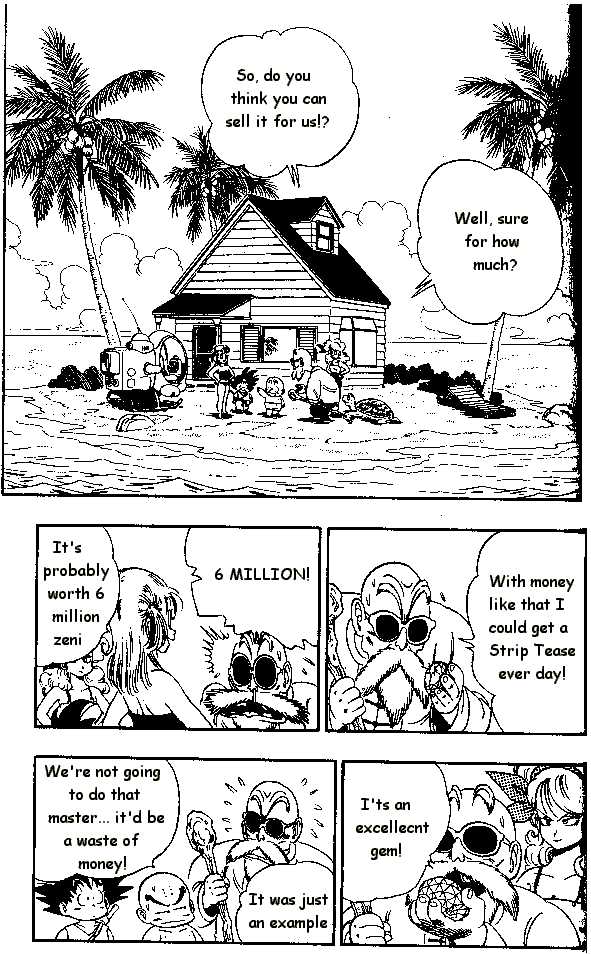 So, do you
think you can
sell it for us!?
Well, sure
for how
much?
It's
probably
worth 6
million
zeni
6 MILLION!
With money
like that I
could get a
Strip Tease
ever day!
We're not going
to do that
master... it'd be
a waste of
money!
It was just
an example
I'ts an
excellecnt
gem!